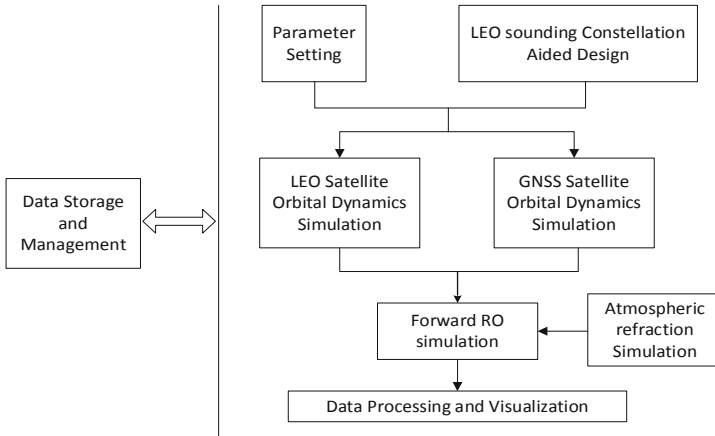 Parameter
Setting
LEO sounding Constellation
Aided Design
LEO Satellite
Orbital Dynamics
Simulation
GNSS Satellite
Orbital Dynamics
Simulation
Data Storage
and
Management
Forward RO
simulation
Atmospheric
refraction
Simulation
Data Processing and Visualization